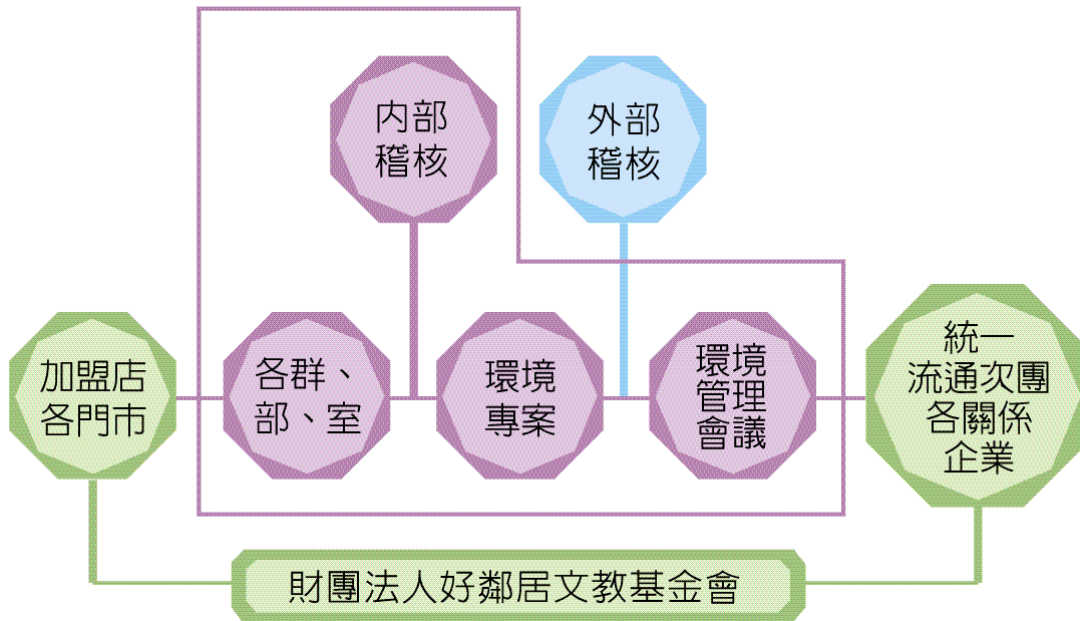 內部
稽核
外部
稽核
加盟店
各門市
各群、
部、室
環境
專案
環境
管理
會議
統一
流通次團
各關係
企業
財團法人好鄰居文教基金會